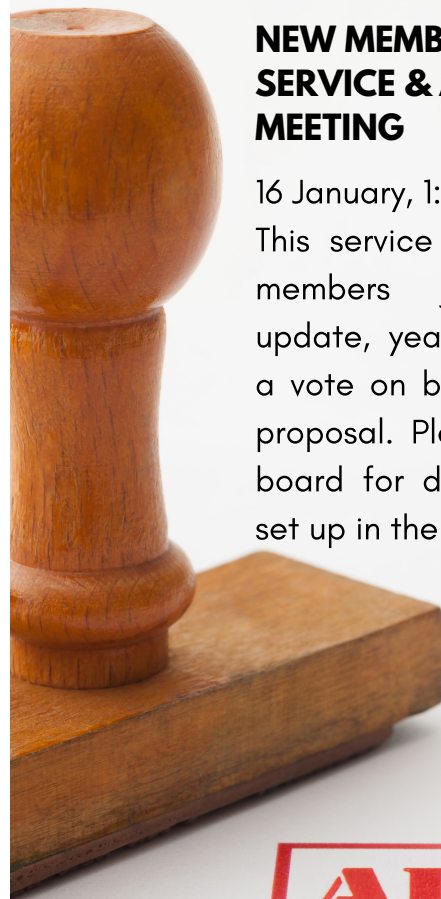 NEW MEMB
SERVICE &
MEETING
16 January, 1:
This service
members
update, yea
a vote on b
proposal. Ple
board for d
set up in the